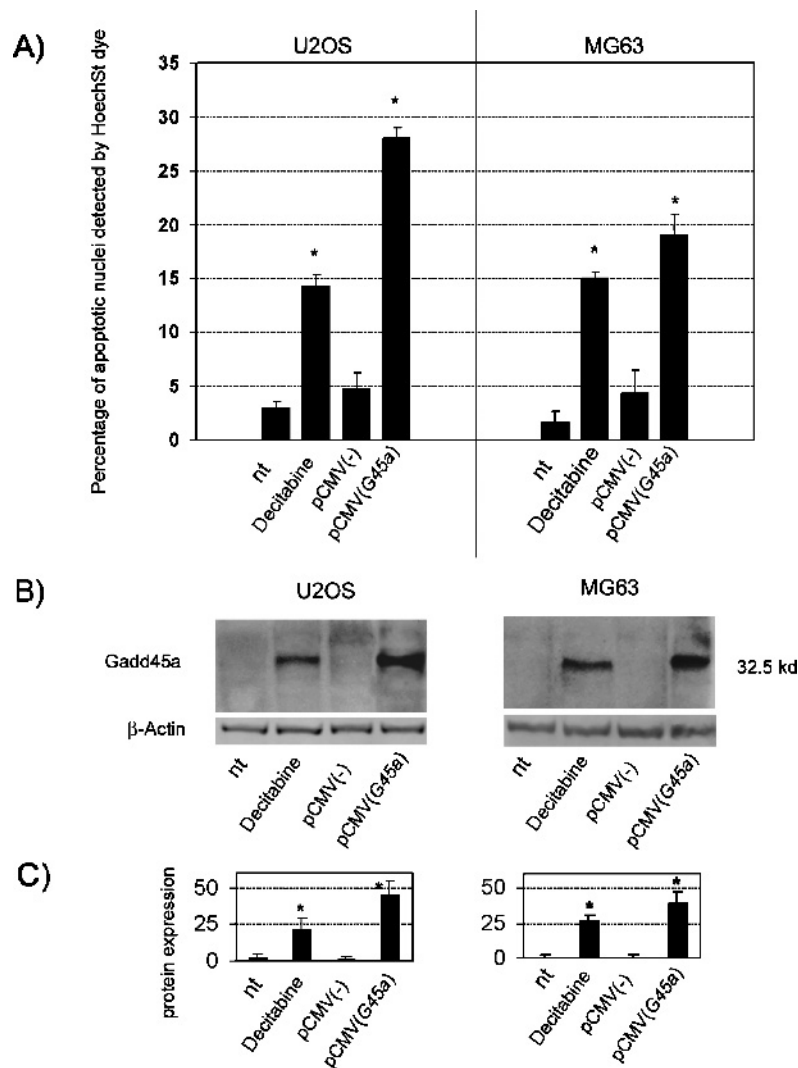 A)
U2OS MG63
Percentage of apoptotic nuclei detected by HoechSt dye
35
30
25
20
15
10
5
0
*
*
*
*
nt Decitabine pCMV(-) pCMV(G45a)
nt Decitabine pCMV(-) pCMV(G45a)
B)
U2OS MG63
Gadd45a 32.5 kd
β-Actin
nt Decitabine pCMV(-) pCMV(G45a)
nt Decitabine pCMV(-) pCMV(G45a)
C)
protein expression
50
25
0
* *
nt Decitabine pCMV(-) pCMV(G45a)
50
25
0
* *
nt Decitabine pCMV(-) pCMV(G45a)